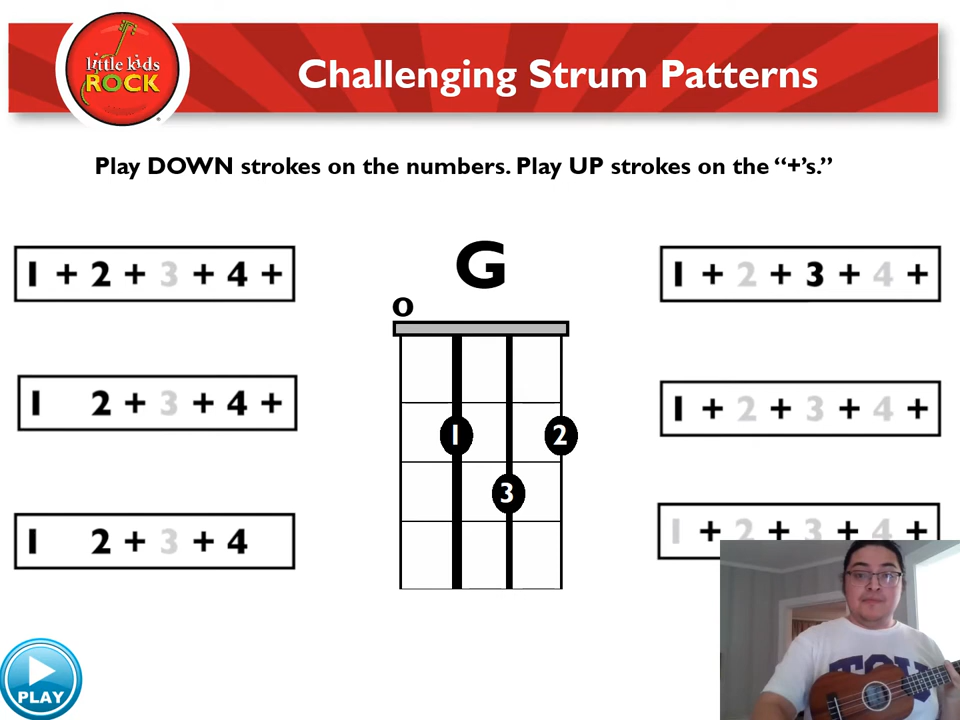 little kids
ROCK
Challenging Strum Patterns
Play DOWN strokes on the numbers. Play UP strokes on the “+’s.”
1 + 2 + 3 + 4 +
1 2 + 3 + 4 +
1 2 + 3 + 4
G
O
1
2
3
1 + 2 + 3 + 4 +
1 + 2 + 3 + 4 +
1 + 2 + 3 + 4 +
PLAY
TCU